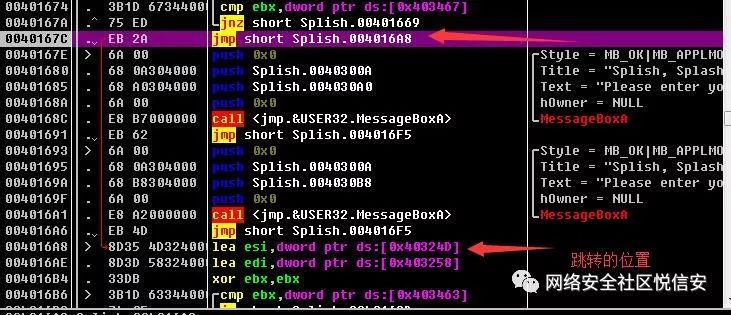 00401674 . 3B1D 67344000 cmp ebx,dword ptr ds:[0x403467]
0040167A .^ 75 ED jnz short Splish.00401669
0040167C . EB 2A jmp short Splish.004016A8
0040167E > 6A 00 push 0x0 Style = MB_OK|MB_APPLMO
00401680 . 68 0A304000 push Splish.0040300A Title = "Splish, Splash
00401685 . 68 A0304000 push Splish.004030A0 Text = "Please enter yo
0040168A . 6A 00 push 0x0 hOwner = NULL
0040168C . E8 B7000000 call <jmp.&USER32.MessageBoxA> MessageBoxA
00401691 . EB 62 jmp short Splish.004016F5
00401693 > 6A 00 push 0x0 Style = MB_OK|MB_APPLMO
00401695 . 68 0A304000 push Splish.0040300A Title = "Splish, Splash
0040169A . 68 B8304000 push Splish.004030B8 Text = "Please enter yo
0040169F . 6A 00 push 0x0 hOwner = NULL
004016A1 . E8 A2000000 call <jmp.&USER32.MessageBoxA> MessageBoxA
004016A6 . EB 4D jmp short Splish.004016F5
004016A8 > 8D35 4D324000 lea esi,dword ptr ds:[0x40324D]
004016AE . 8D3D 58324000 lea edi,dword ptr ds:[0x403258]
跳转的位置
004016B4 . 33DB xor ebx,ebx
004016B6 > 3B1D 63344000 cmp ebx,dword ptr ds:[0x403463]
网络安全社区悦信安